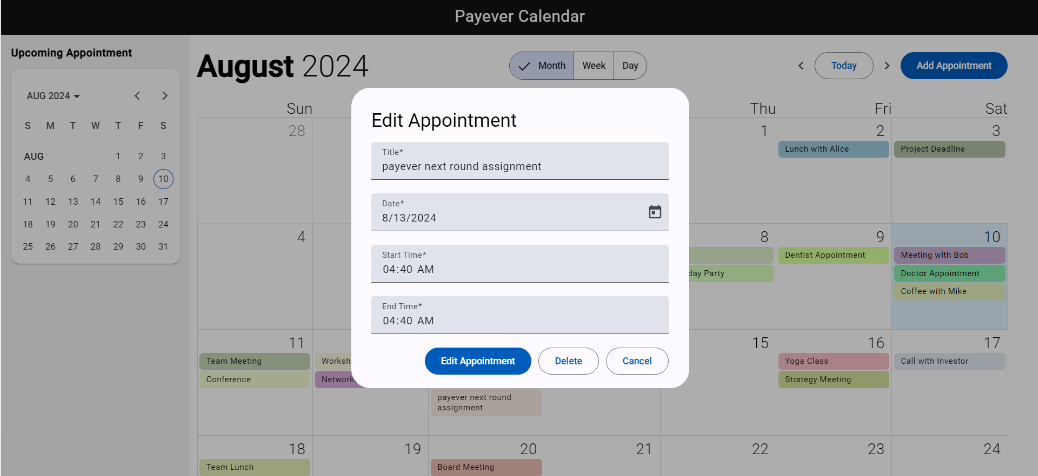 Payever Calendar
Upcoming Appointment
AUG 2024
S M T W T F S
AUG 1 2 3
4 5 6 7 8 9 10
11 12 13 14 15 16 17
18 19 20 21 22 23 24
25 26 27 28 29 30 31
August 2024
Month Week Day
Today
Add Appointment
Sun Thu Fri Sat
28 1 2 3
Lunch with Alice Project Deadline
4 8 9 10
Dentist Appointment Meeting with Bob
day Party Doctor Appointment
Coffee with Mike
11 15 16 17
Team Meeting Worksh Yoga Class Call with Investor
Conference Network Strategy Meeting
payever next round
assignment
18 19 20 21 22 23 24
Team Lunch Board Meeting
Edit Appointment
Title*
payever next round assignment
Date*
8/13/2024
Start Time*
04:40 AM
End Time*
04:40 AM
Edit Appointment Delete Cancel